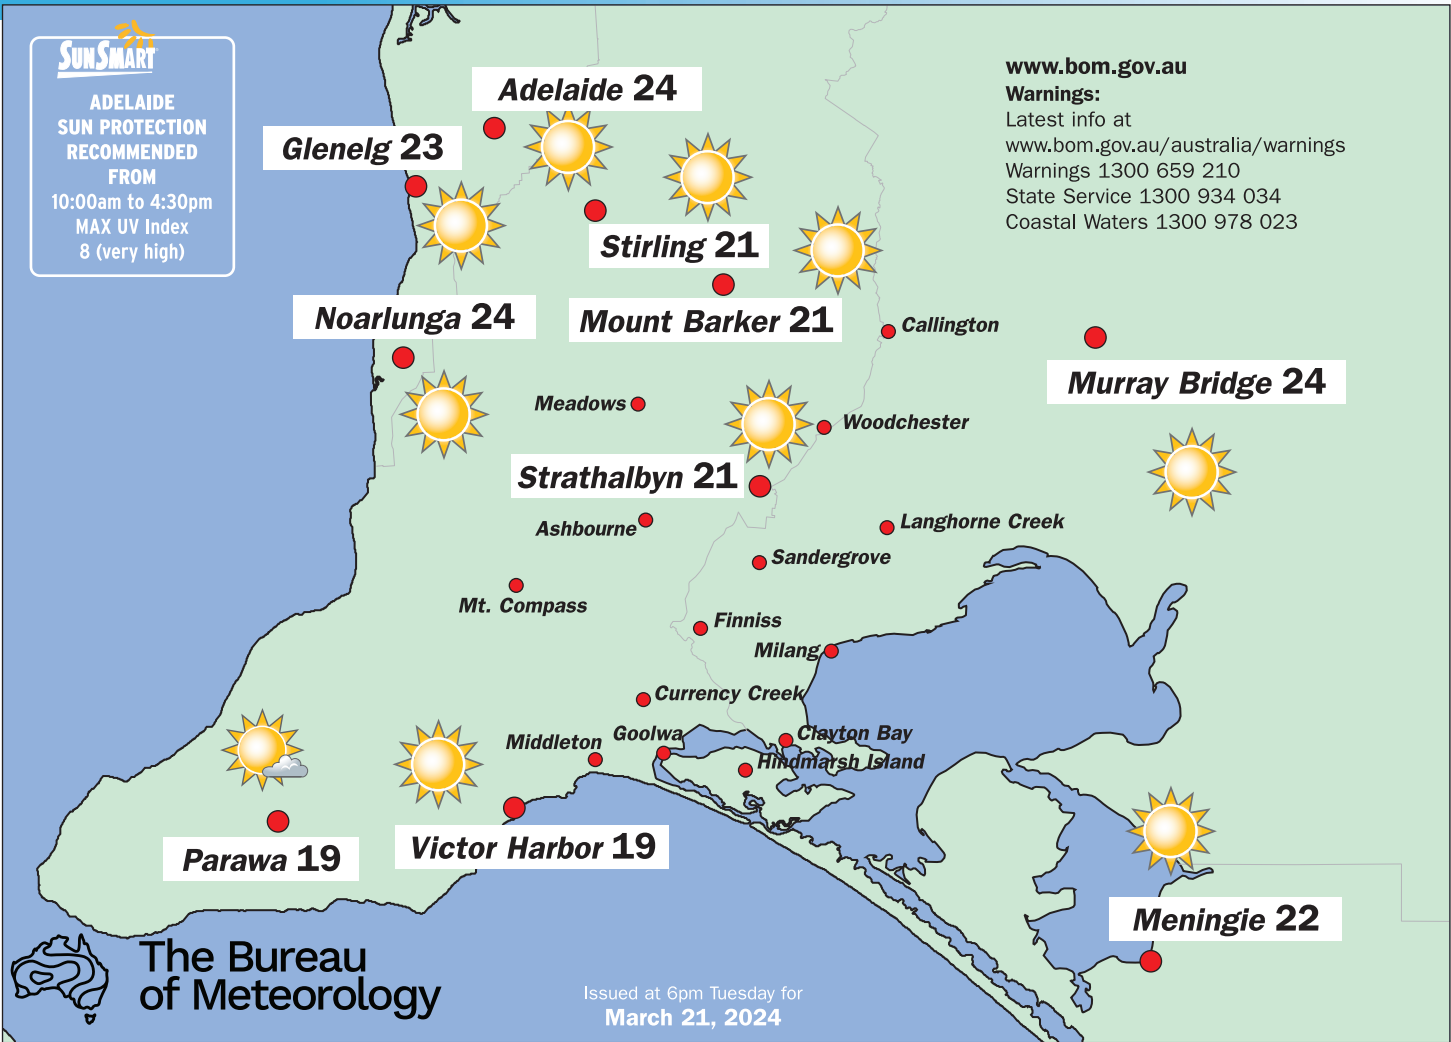 SUNSMART
ADELAIDE
SUN PROTECTION
RECOMMENDED
FROM
10:00am to 4:30pm
MAX UV Index
8 (very high)
www.bom.gov.au
Warnings:
Latest info at
www.bom.gov.au/australia/warnings
Warnings 1300 659 210
State Service 1300 934 034
Coastal Waters 1300 978 023
Adelaide 24
Glenelg 23
Stirling 21
Noarlunga 24
Mount Barker 21
Callington
Murray Bridge 24
Meadows
Woodchester
Strathalbyn 21
Ashbourne
Langhorne Creek
Sandergrove
Mt. Compass
Finniss
Milang
Currency Creek
Middleton
Goolwa
Clayton Bay
Hindmarsh Island
Parawa 19
Victor Harbor 19
Meningie 22
The Bureau
of Meteorology
Issued at 6pm Tuesday for
March 21, 2024